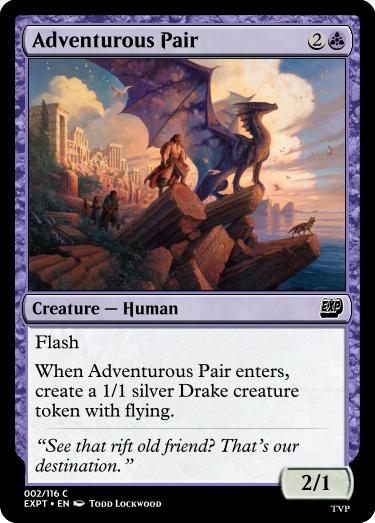 Adventurous Pair 2
Creature — Human EXP
Flash
When Adventurous Pair enters,
create a 1/1 silver Drake creature
token with flying.
“See that rift old friend? That’s our
destination.”
2/1
002/116 C
EXPT • EN Todd Lockwood TVP